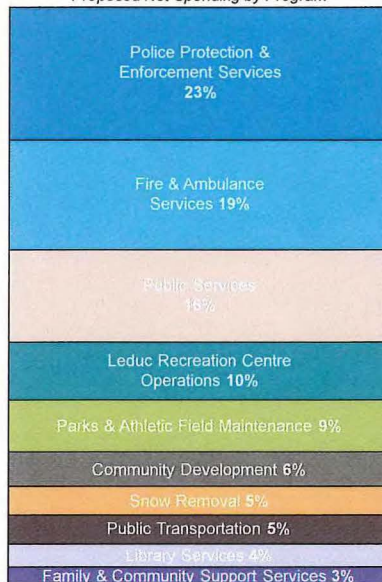 Proposed Net Spending by Program
Police Protection &
Enforcement Services
23%
Fire & Ambulance
Services 19%
Public Services
16%
Leduc Recreation Centre
Operations 10%
Parks & Athletic Field Maintenance 9%
Community Development 6%
Snow Removal 5%
Public Transportation 5%
Library Services 4%
Family & Community Support Services 3%